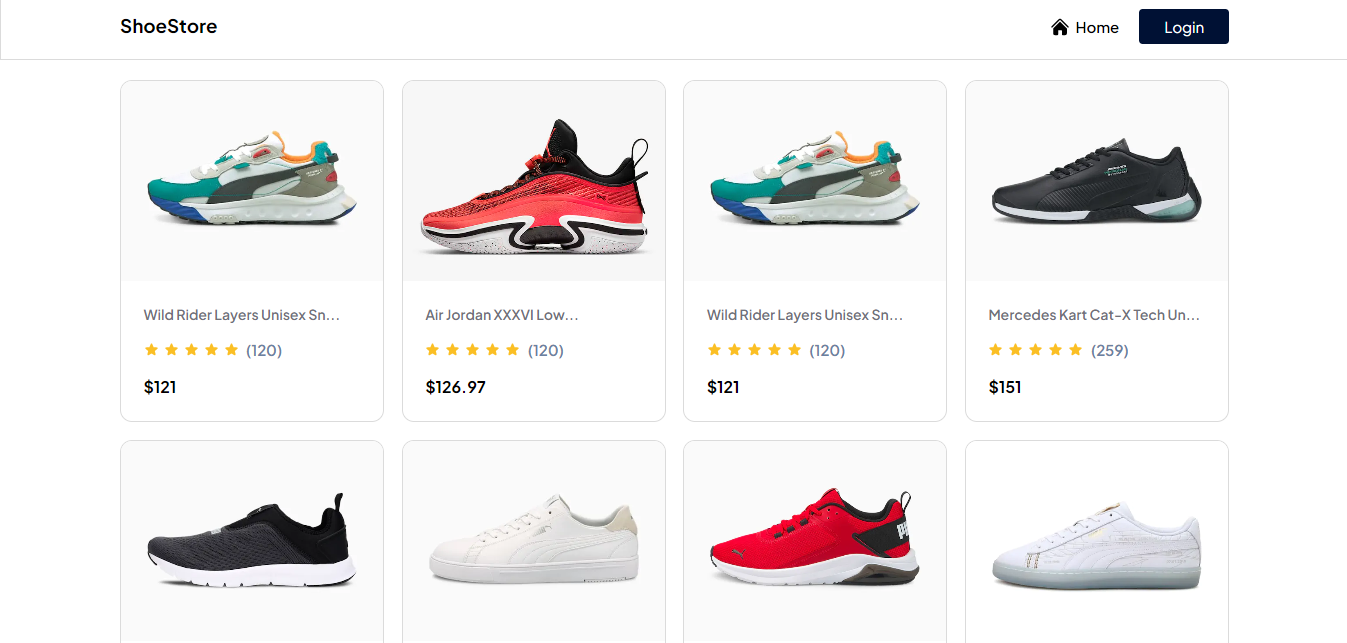 ShoeStore
Home
Login
Wild Rider Layers Unisex Sn...
(120)
$121
Air Jordan XXXVI Low...
(120)
$126.97
Wild Rider Layers Unisex Sn...
(120)
$121
Mercedes Kart Cat-X Tech Un...
(259)
$151